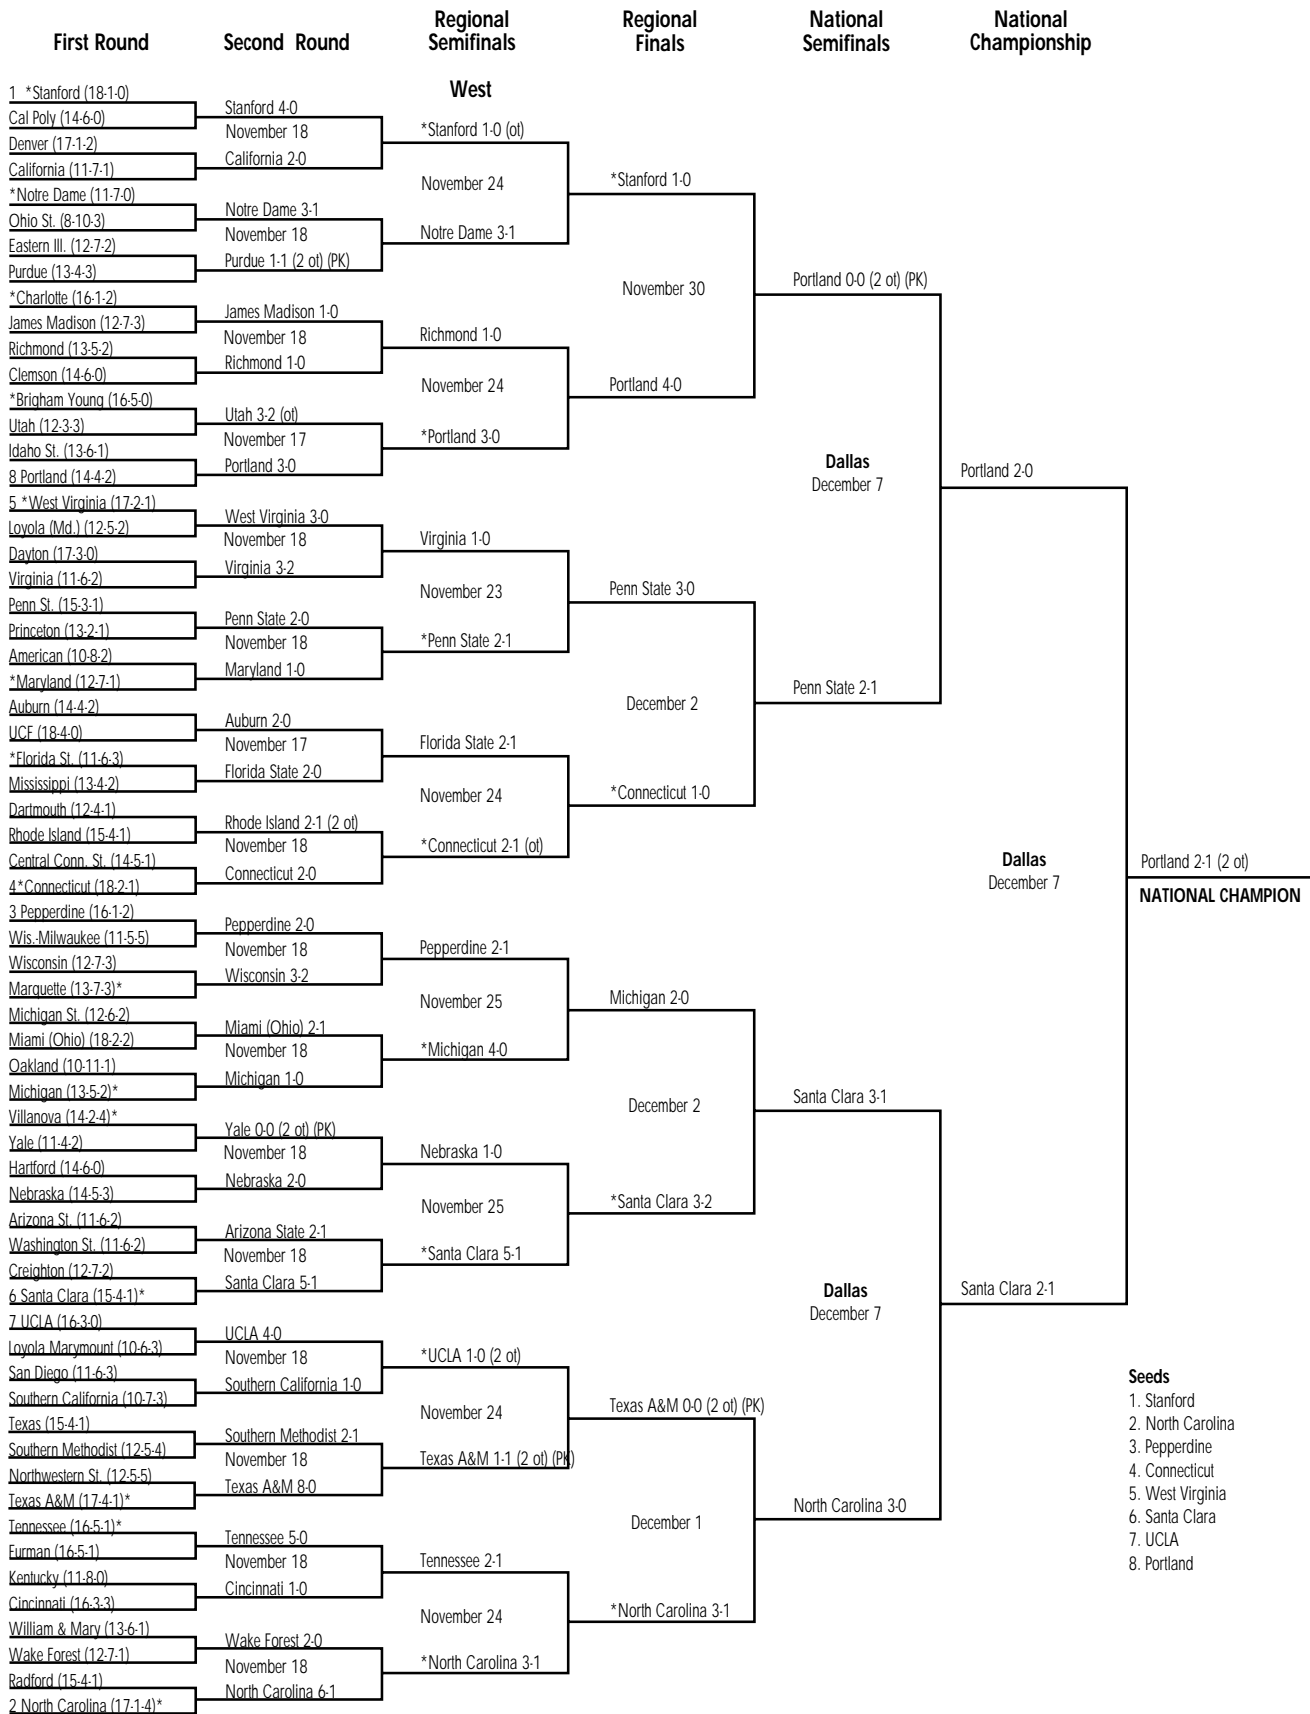 First Round
Second Round
Regional
Semifinals
Regional
Finals
National
Semifinals
National
Championship
West
1 *Stanford (18-1-0)
Cal Poly (14-6-0)
Denver (17-1-2)
California (11-7-1)
*Notre Dame (11-7-0)
Ohio St. (8-10-3)
Eastern Ill. (12-7-2)
Purdue (13-4-3)
*Charlotte (16-1-2)
James Madison (12-7-3)
Richmond (13-5-2)
Clemson (14-6-0)
*Brigham Young (16-5-0)
Utah (12-3-3)
Idaho St. (13-6-1)
8 Portland (14-4-2)
5 *West Virginia (17-2-1)
Loyola (Md.) (12-5-2)
Dayton (17-3-0)
Virginia (11-6-2)
Penn St. (15-3-1)
Princeton (13-2-1)
American (10-8-2)
*Maryland (12-7-1)
Auburn (14-4-2)
UCF (18-4-0)
*Florida St. (11-6-3)
Mississippi (13-4-2)
Dartmouth (12-4-1)
Rhode Island (15-4-1)
Central Conn. St. (14-5-1)
4*Connecticut (18-2-1)
3 Pepperdine (16-1-2)
Wis.-Milwaukee (11-5-5)
Wisconsin (12-7-3)
Marquette (13-7-3)*
Michigan St. (12-6-2)
Miami (Ohio) (18-2-2)
Oakland (10-11-1)
Michigan (13-5-2)*
Villanova (14-2-4)*
Yale (11-4-2)
Hartford (14-6-0)
Nebraska (14-5-3)
Arizona St. (11-6-2)
Washington St. (11-6-2)
Creighton (12-7-2)
6 Santa Clara (15-4-1)*
7 UCLA (16-3-0)
Loyola Marymount (10-6-3)
San Diego (11-6-3)
Southern California (10-7-3)
Texas (15-4-1)
Southern Methodist (12-5-4)
Northwestern St. (12-5-5)
Texas A&M (17-4-1)*
Tennessee (16-5-1)*
Furman (16-5-1)
Kentucky (11-8-0)
Cincinnati (16-3-3)
William & Mary (13-6-1)
Wake Forest (12-7-1)
Radford (15-4-1)
2 North Carolina (17-1-4)*
Stanford 4-0
November 18
California 2-0
Notre Dame 3-1
November 18
Purdue 1-1 (2 ot) (PK)
James Madison 1-0
November 18
Richmond 1-0
Utah 3-2 (ot)
November 17
Portland 3-0
West Virginia 3-0
November 18
Virginia 3-2
Penn State 2-0
November 18
Maryland 1-0
Auburn 2-0
November 17
Florida State 2-0
Rhode Island 2-1 (2 ot)
November 18
Connecticut 2-0
Pepperdine 2-0
November 18
Wisconsin 3-2
Miami (Ohio) 2-1
November 18
Michigan 1-0
Yale 0-0 (2 ot) (PK)
November 18
Nebraska 2-0
Arizona State 2-1
November 18
Santa Clara 5-1
UCLA 4-0
November 18
Southern California 1-0
Southern Methodist 2-1
November 18
Texas A&M 8-0
Tennessee 5-0
November 18
Cincinnati 1-0
Wake Forest 2-0
November 18
North Carolina 6-1
*Stanford 1-0 (ot)
November 24
Notre Dame 3-1
Richmond 1-0
November 24
*Portland 3-0
Virginia 1-0
November 23
*Penn State 2-1
Florida State 2-1
November 24
*Connecticut 2-1 (ot)
Pepperdine 2-1
November 25
*Michigan 4-0
Nebraska 1-0
November 25
*Santa Clara 5-1
*UCLA 1-0 (2 ot)
November 24
Texas A&M 1-1 (2 ot) (PK)
Tennessee 2-1
November 24
*North Carolina 3-1
*Stanford 1-0
November 30
Portland 4-0
Penn State 3-0
December 2
*Connecticut 1-0
Michigan 2-0
December 2
*Santa Clara 3-2
Texas A&M 0-0 (2 ot) (PK)
December 1
*North Carolina 3-1
Portland 0-0 (2 ot) (PK)
Dallas
December 7
Penn State 2-1
Santa Clara 3-1
Dallas
December 7
North Carolina 3-0
Portland 2-0
Dallas
December 7
Santa Clara 2-1
Portland 2-1 (2 ot)
NATIONAL CHAMPION
Seeds
1. Stanford
2. North Carolina
3. Pepperdine
4. Connecticut
5. West Virginia
6. Santa Clara
7. UCLA
8. Portland